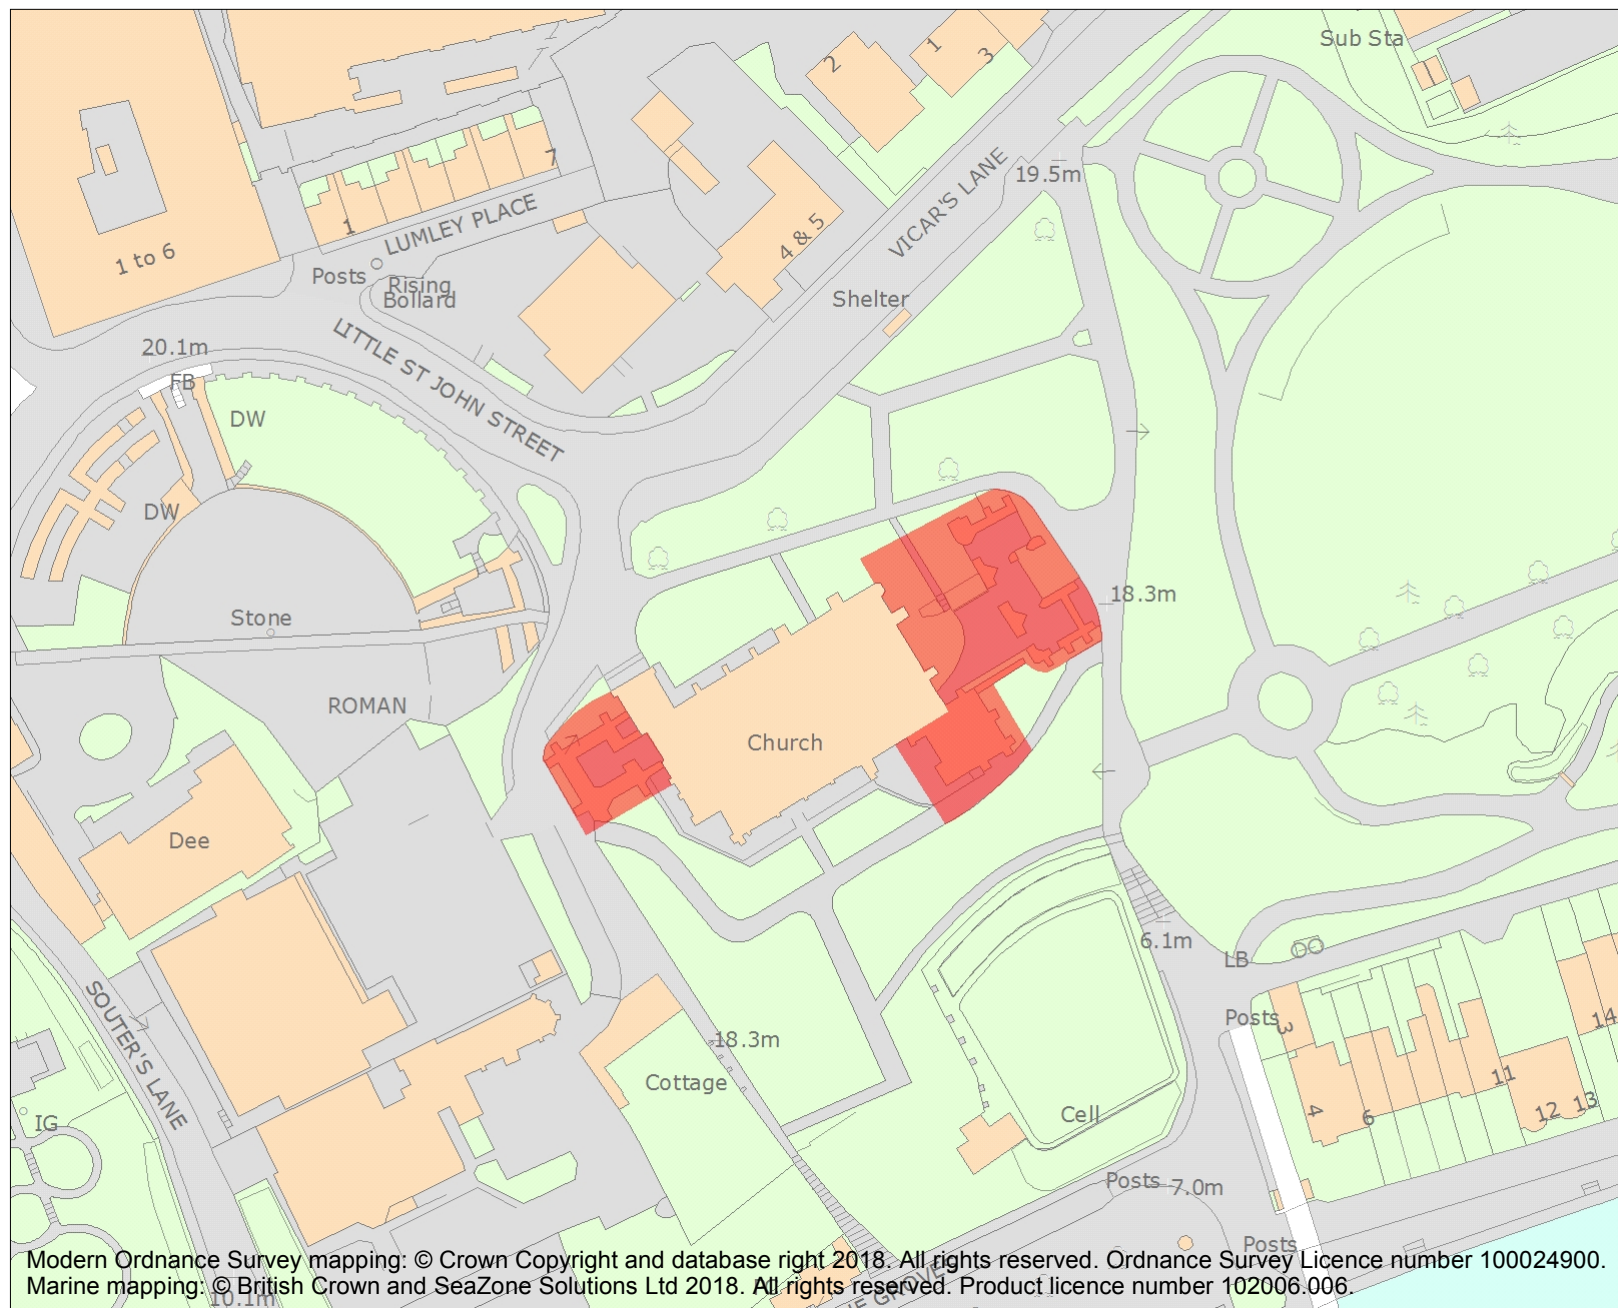 Sub Sta
2
1
3
7
19.5m
VICAR'S LANE
1
LUMLEY PLACE
4 & 5
1 to 6
Posts
Rising
Bollard
Shelter
LITTLE ST JOHN STREET
20.1m
FB
DW
DW
18.3m
Stone
ROMAN
Church
Dee
6.1m
LB
SOUTER'S LANE
Posts
3
14
18.3m
Cottage
11
IG
Cell
4
6
12
13
Posts
7.0m
Posts
Modern Ordnance Survey mapping: © Crown Copyright and database right 2018. All rights reserved. Ordnance Survey Licence number 100024900.
Marine mapping: © British Crown and SeaZone Solutions Ltd 2018. All rights reserved. Product licence number 102006.006.
10.1m
GROVE